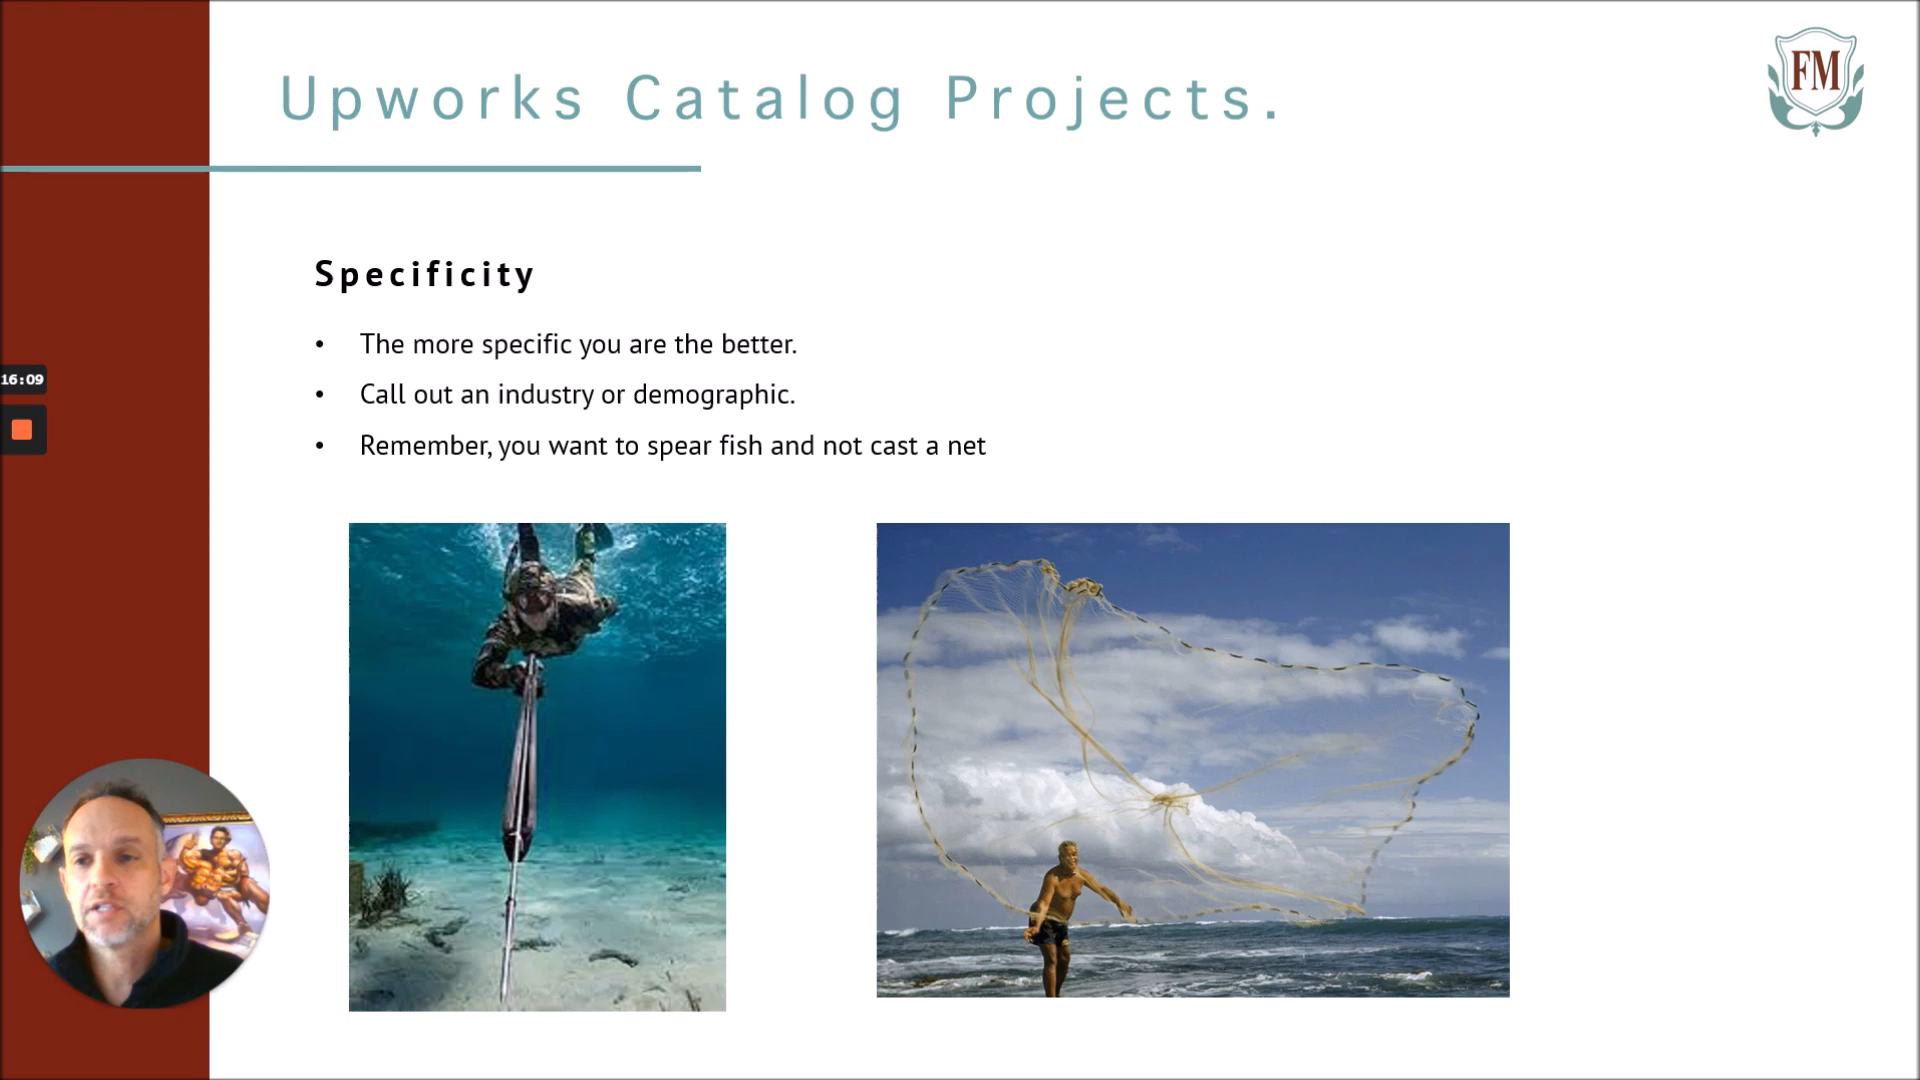 Upworks Catalog Projects.
FM
Specificity
• The more specific you are the better.
• Call out an industry or demographic.
• Remember, you want to spear fish and not cast a net
16:09